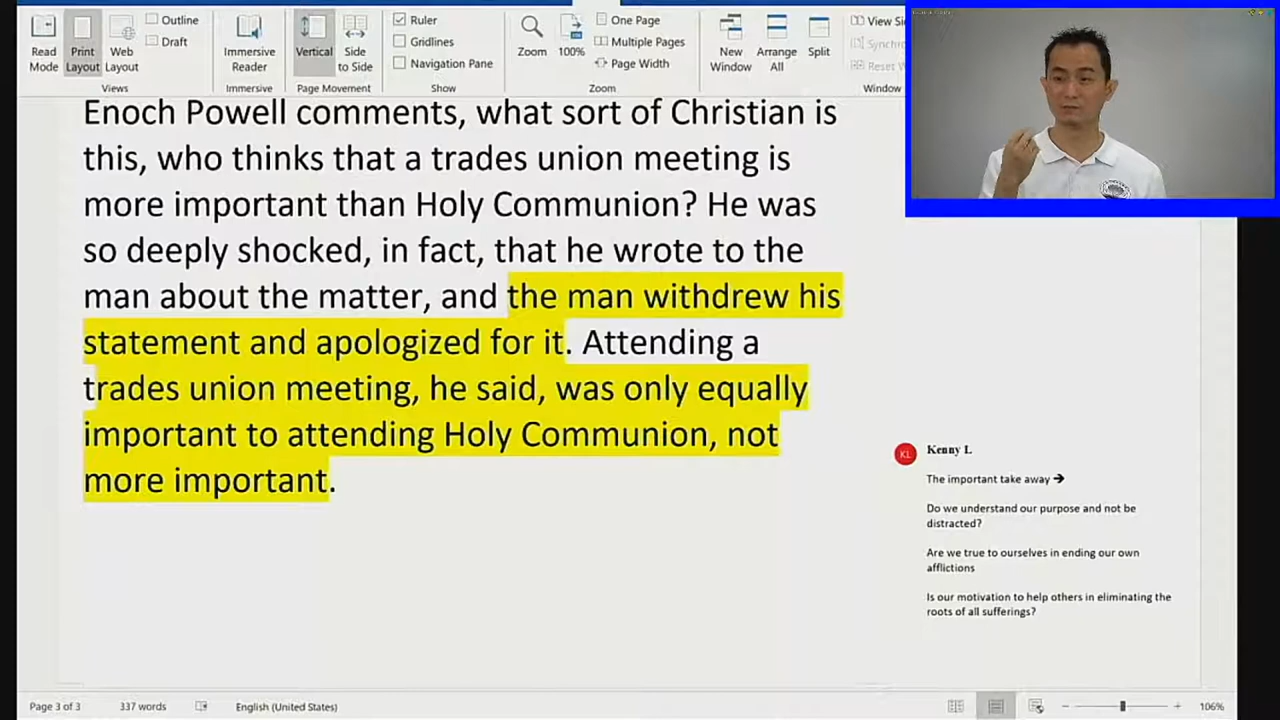 Outline
Draft
Read Mode
Print Layout
Web Layout
Views
Immersive Reader
Immersive
Vertical
Side to Side
Page Movement
Ruler
Gridlines
Navigation Pane
Show
Zoom
100%
One Page
Multiple Pages
Page Width
Zoom
New Window
Arrange All
Split
View Si
Synchro
Reset W
Window
Enoch Powell comments, what sort of Christian is
this, who thinks that a trades union meeting is
more important than Holy Communion? He was
so deeply shocked, in fact, that he wrote to the
man about the matter, and the man withdrew his
statement and apologized for it. Attending a
trades union meeting, he said, was only equally
important to attending Holy Communion, not
more important.
KL Kenny L
The important take away →
Do we understand our purpose and not be
distracted?
Are we true to ourselves in ending our own
afflictions
Is our motivation to help others in eliminating the
roots of all sufferings?
Page 3 of 3 337 words English (United States) 106%